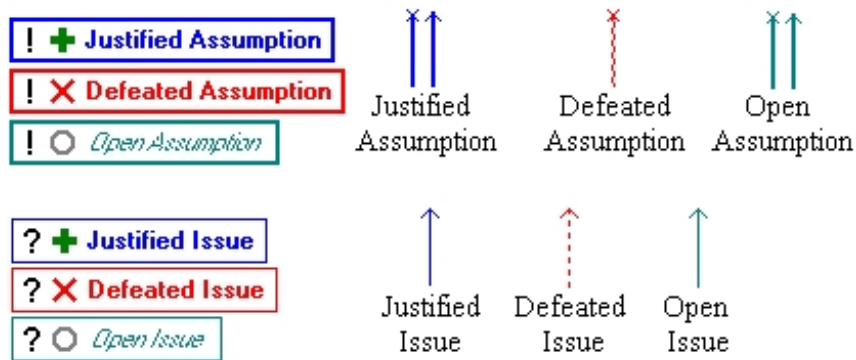 ! Justified Assumption
! Defeated Assumption
! Open Assumption
Justified Defeated Open
Assumption Assumption Assumption
? Justified Issue
? Defeated Issue
? Open Issue
Justified Defeated Open
Issue Issue Issue